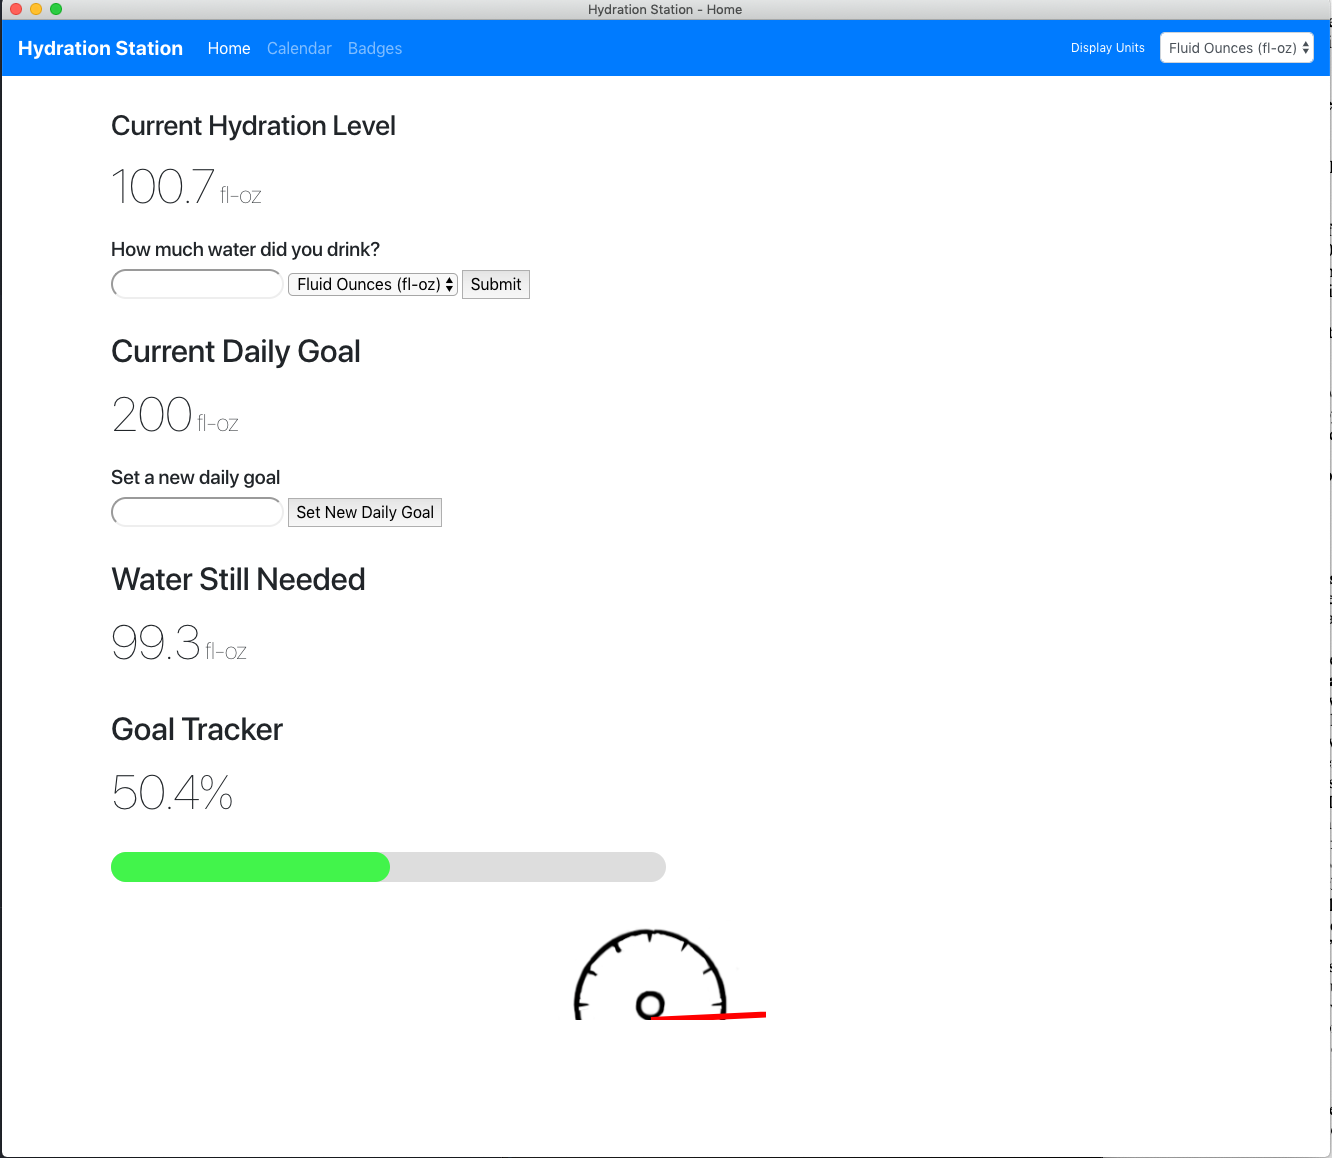 Hydration Station - Home
Hydration Station Home Calendar Badges Display Units Fluid Ounces (fl-oz)
Current Hydration Level
100.7 fl-oz
How much water did you drink?
Fluid Ounces (fl-oz) Submit
Current Daily Goal
200 fl-oz
Set a new daily goal
Set New Daily Goal
Water Still Needed
99.3 fl-oz
Goal Tracker
50.4%